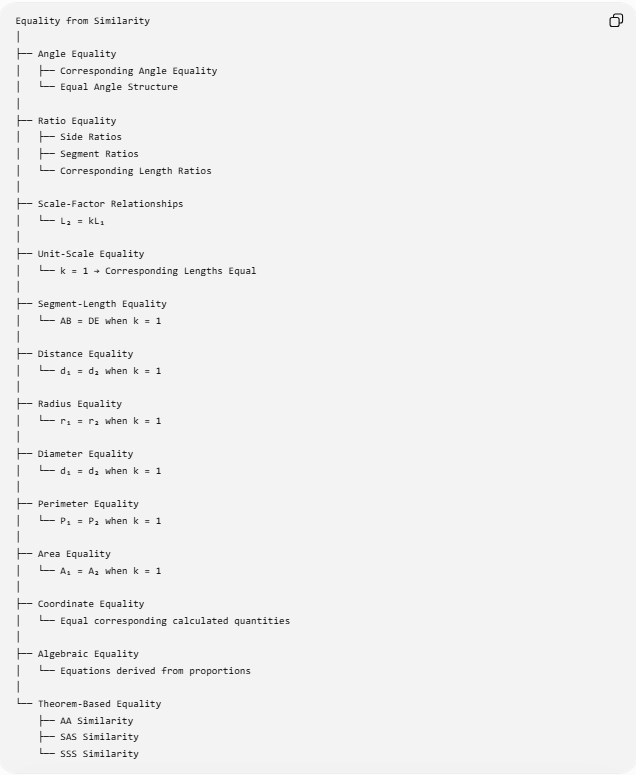 Equality from Similarity
│
├── Angle Equality
│   ├── Corresponding Angle Equality
│   └── Equal Angle Structure
│
├── Ratio Equality
│   ├── Side Ratios
│   ├── Segment Ratios
│   └── Corresponding Length Ratios
│
├── Scale-Factor Relationships
│   └── L₂ = kL₁
│
├── Unit-Scale Equality
│   └── k = 1 → Corresponding Lengths Equal
│
├── Segment-Length Equality
│   └── AB = DE when k = 1
│
├── Distance Equality
│   └── d₁ = d₂ when k = 1
│
├── Radius Equality
│   └── r₁ = r₂ when k = 1
│
├── Diameter Equality
│   └── d₁ = d₂ when k = 1
│
├── Perimeter Equality
│   └── P₁ = P₂ when k = 1
│
├── Area Equality
│   └── A₁ = A₂ when k = 1
│
├── Coordinate Equality
│   └── Equal corresponding calculated quantities
│
├── Algebraic Equality
│   └── Equations derived from proportions
│
└── Theorem-Based Equality
    ├── AA Similarity
    ├── SAS Similarity
    └── SSS Similarity